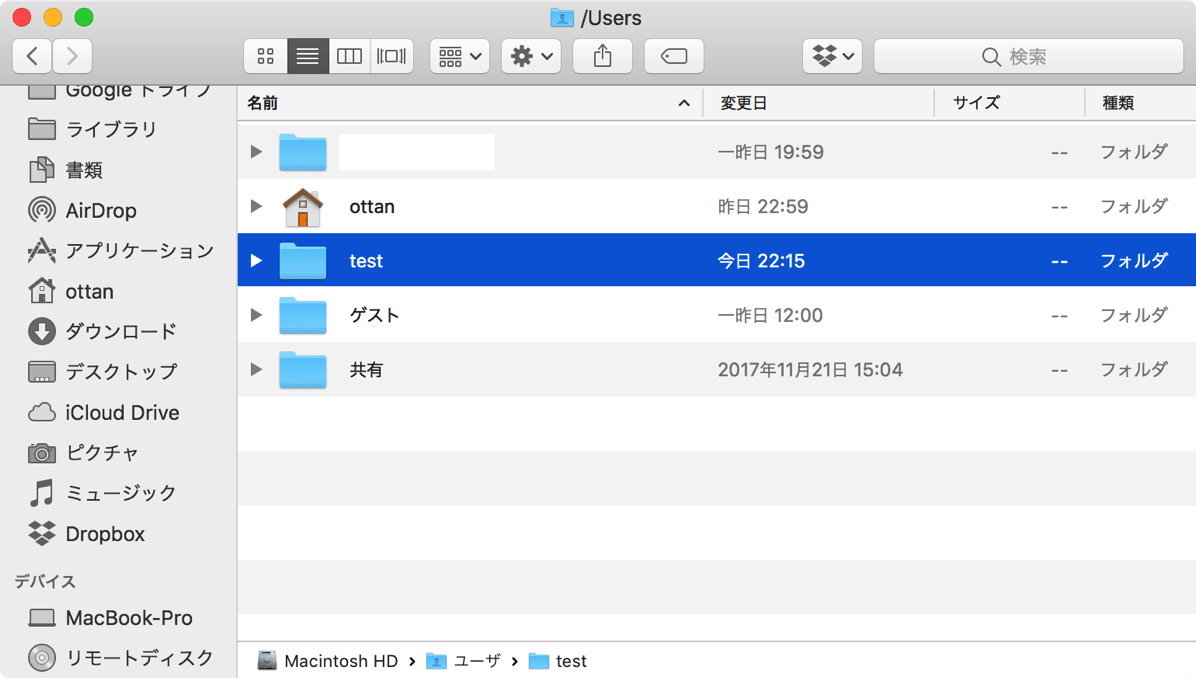 /Users
検索
Google ドライブ
ライブラリ
書類
AirDrop
アプリケーション
ottan
ダウンロード
デスクトップ
iCloud Drive
ピクチャ
ミュージック
Dropbox
デバイス
MacBook-Pro
リモートディスク
名前 変更日 サイズ 種類
一昨日 19:59 -- フォルダ
ottan 昨日 22:59 -- フォルダ
test 今日 22:15 -- フォルダ
ゲスト 一昨日 12:00 -- フォルダ
共有 2017年11月21日 15:04 -- フォルダ
Macintosh HD › ユーザ › test